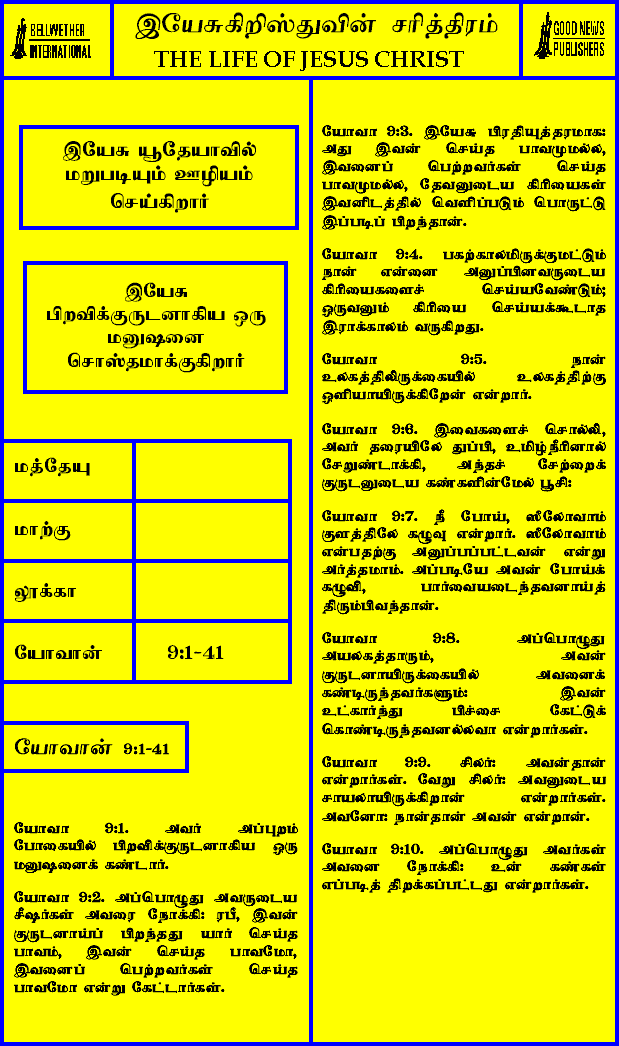 BELLWETHER
INTERNATIONAL
இயேசுகிறிஸ்துவின் சரித்திரம்
THE LIFE OF JESUS CHRIST
GOOD NEWS
PUBLISHERS
இயேசு யூதேயாவில்
மறுபடியும் ஊழியம்
செய்கிறார்
இயேசு
பிறவிக்குருடனாகிய ஒரு
மனுஷனை
சொஸ்தமாக்குகிறார்
மத்தேயு
மாற்கு
லூக்கா
யோவான் 9:1-41
யோவான் 9:1-41
யோவா 9:1. அவர் அப்புறம்
போகையில் பிறவிக்குருடனாகிய ஒரு
மனுஷனைக் கண்டார்.
யோவா 9:2. அப்பொழுது அவருடைய
சீஷர்கள் அவரை நோக்கி: ரபீ, இவன்
குருடனாய்ப் பிறந்தது யார் செய்த
பாவம், இவன் செய்த பாவமோ,
இவனைப் பெற்றவர்கள் செய்த
பாவமோ என்று கேட்டார்கள்.
யோவா 9:3. இயேசு பிரதியுத்தரமாக:
அது இவன் செய்த பாவமுமல்ல,
இவனைப் பெற்றவர்கள் செய்த
பாவமுமல்ல, தேவனுடைய கிரியைகள்
இவனிடத்தில் வெளிப்படும் பொருட்டு
இப்படிப் பிறந்தான்.
யோவா 9:4. பகற்காலமிருக்குமட்டும்
நான் என்னை அனுப்பினவருடைய
கிரியைகளைச் செய்யவேண்டும்;
ஒருவனும் கிரியை செய்யக்கூடாத
இராக்காலம் வருகிறது.
யோவா 9:5. நான்
உலகத்திலிருக்கையில் உலகத்திற்கு
ஒளியாயிருக்கிறேன் என்றார்.
யோவா 9:6. இவைகளைச் சொல்லி,
அவர் தரையிலே துப்பி, உமிழ்நீரினால்
சேறுண்டாக்கி, அந்தச் சேற்றைக்
குருடனுடைய கண்களின்மேல் பூசி:
யோவா 9:7. நீ போய், சீலோவாம்
குளத்திலே கழுவு என்றார். சீலோவாம்
என்பதற்கு அனுப்பப்பட்டவன் என்று
அர்த்தமாம். அப்படியே அவன் போய்க்
கழுவி, பார்வையடைந்தவனாய்த்
திரும்பிவந்தான்.
யோவா 9:8. அப்பொழுது
அயலகத்தாரும், அவன்
குருடனாயிருக்கையில் அவனைக்
கண்டிருந்தவர்களும்: இவன்
உட்கார்ந்து பிச்சை கேட்டுக்
கொண்டிருந்தவனல்லவா என்றார்கள்.
யோவா 9:9. சிலர்: அவன்தான்
என்றார்கள். வேறு சிலர்: அவனுடைய
சாயலாயிருக்கிறான் என்றார்கள்.
அவனோ: நான்தான் அவன் என்றான்.
யோவா 9:10. அப்பொழுது அவர்கள்
அவனை நோக்கி: உன் கண்கள்
எப்படித் திறக்கப்பட்டது என்றார்கள்.